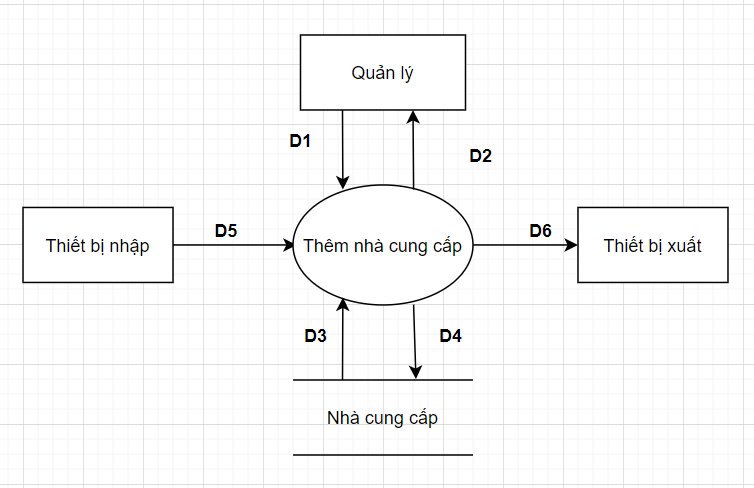 Quản lý
D1
D2
Thiết bị nhập
D5
Thêm nhà cung cấp
D6
Thiết bị xuất
D3
D4
Nhà cung cấp